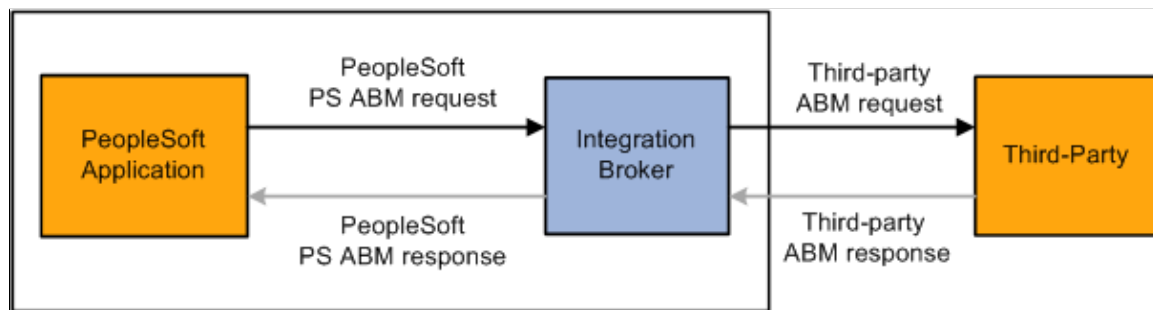 PeopleSoft
Application
PeopleSoft
PS ABM request
Integration
Broker
Third-party
ABM request
Third-Party
PeopleSoft
PS ABM response
Third-party
ABM response